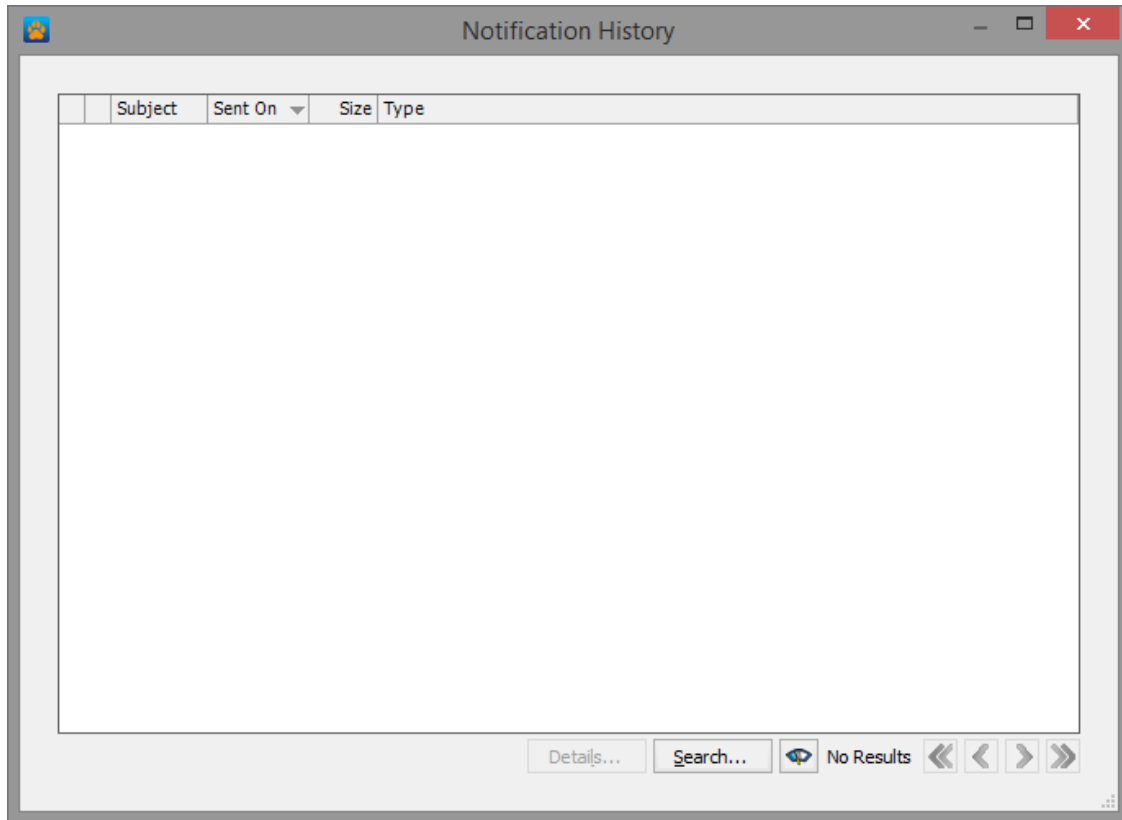 Notification History
Subject Sent On Size Type
Details... Search... No Results